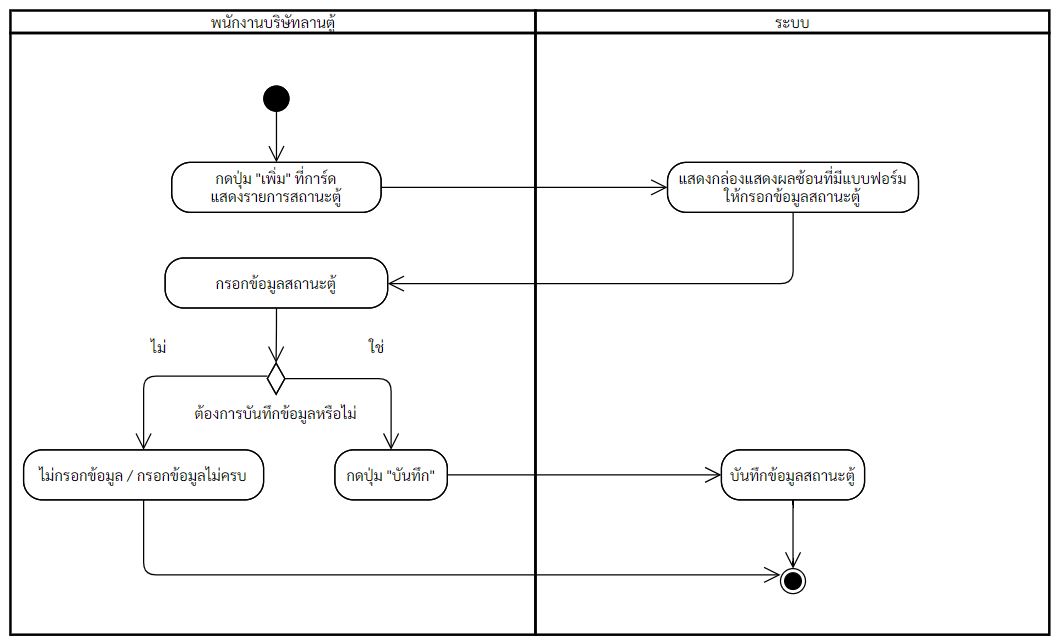 พนักงานบริษัทลานตู้
ระบบ
กดปุ่ม "เพิ่ม" ที่การ์ด
แสดงรายการสถานะตู้
แสดงกล่องแสดงผลซ้อนที่มีแบบฟอร์ม
ให้กรอกข้อมูลสถานะตู้
กรอกข้อมูลสถานะตู้
ไม่
ใช่
ต้องการบันทึกข้อมูลหรือไม่
ไม่กรอกข้อมูล / กรอกข้อมูลไม่ครบ
กดปุ่ม "บันทึก"
บันทึกข้อมูลสถานะตู้